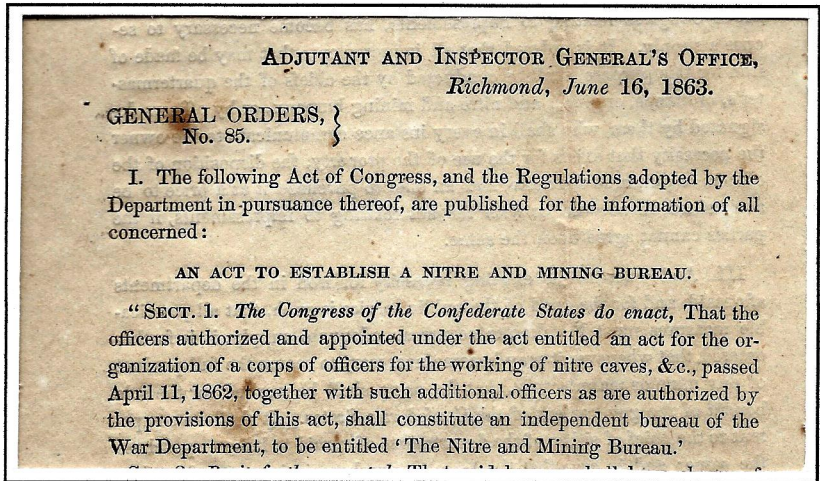 ADJUTANT AND INSPECTOR GENERAL'S OFFICE,
Richmond, June 16, 1863.
GENERAL ORDERS,
No. 85.
I. The following Act of Congress, and the Regulations adopted by the
Department in pursuance thereof, are published for the information of all
concerned:
AN ACT TO ESTABLISH A NITRE AND MINING BUREAU.
"SECT. 1. The Congress of the Confederate States do enact, That the
officers authorized and appointed under the act entitled an act for the or-
ganization of a corps of officers for the working of nitre caves, &c., passed
April 11, 1862, together with such additional officers as are authorized by
the provisions of this act, shall constitute an independent bureau of the
War Department, to be entitled 'The Nitre and Mining Bureau.'